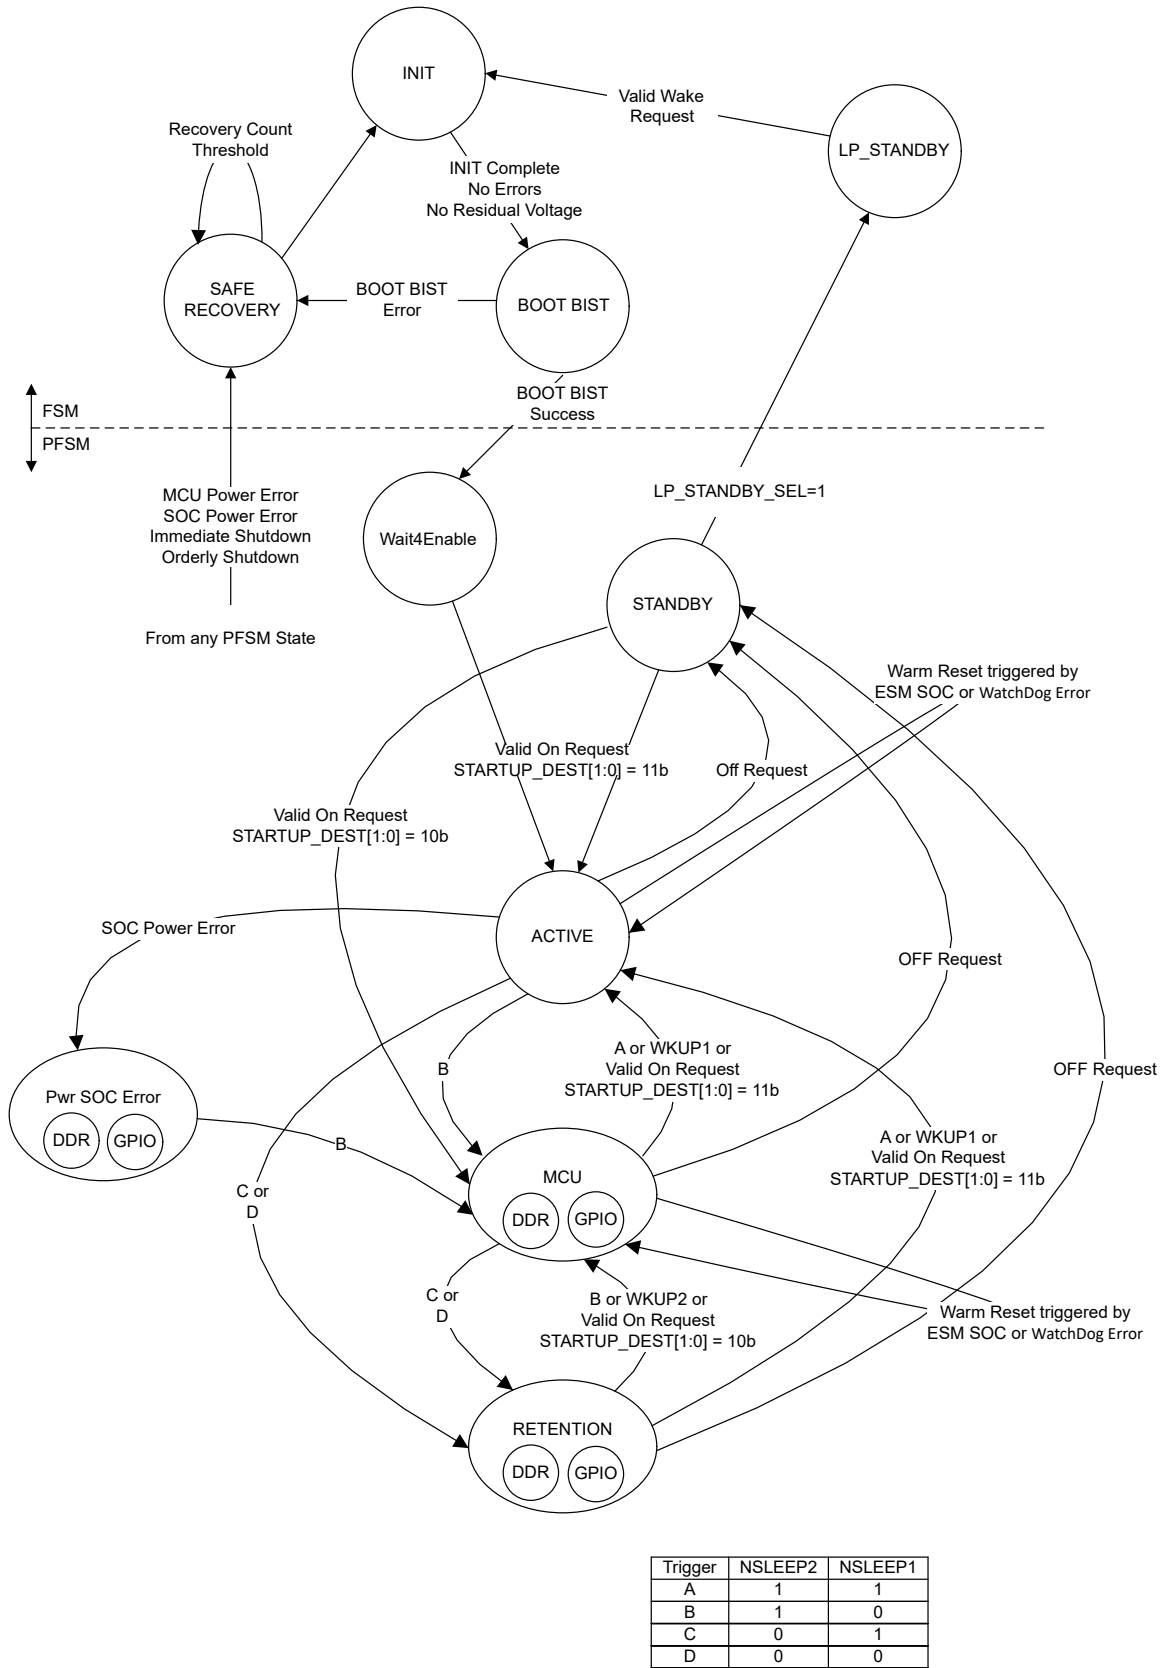 INIT
Valid Wake
Request
LP_STANDBY
Recovery Count
Threshold
INIT Complete
No Errors
No Residual Voltage
SAFE
RECOVERY
BOOT BIST
Error
BOOT BIST
BOOT BIST
Success
FSM
PFSM
MCU Power Error
SOC Power Error
Immediate Shutdown
Orderly Shutdown
From any PFSM State
LP_STANDBY_SEL=1
Wait4Enable
STANDBY
Warm Reset triggered by
ESM SOC or WatchDog Error
Valid On Request
STARTUP_DEST[1:0] = 11b
Off Request
Valid On Request
STARTUP_DEST[1:0] = 10b
SOC Power Error
ACTIVE
OFF Request
A or WKUP1 or
Valid On Request
STARTUP_DEST[1:0] = 11b
B
OFF Request
Pwr SOC Error
DDR
GPIO
B
A or WKUP1 or
Valid On Request
STARTUP_DEST[1:0] = 11b
C or
D
MCU
DDR
GPIO
C or
D
B or WKUP2 or
Valid On Request
STARTUP_DEST[1:0] = 10b
Warm Reset triggered by
ESM SOC or WatchDog Error
RETENTION
DDR
GPIO
Trigger NSLEEP2 NSLEEP1
A 1 1
B 1 0
C 0 1
D 0 0